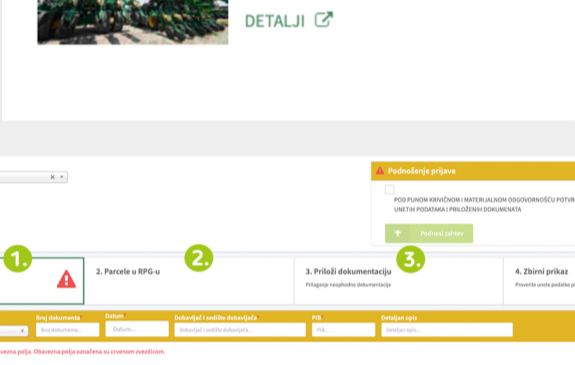 DETALJI
Podnošenje prijave
POD PUNOM KRIVIČNOM I MATERIJALNOM ODGOVORNOŠĆU POTVR
UNETIH PODATAKA I PRILOŽENIH DOKUMENATA
Podnesi zahtev
1.
2.
3.
2. Parcele u RPG-u
3. Priloži dokumentaciju
Prilaganje neophodne dokumentacije
4. Zbirni prikaz
Proverite unete podatke p
Broj dokumenta*
Datum*
Dobavljač i sedište dobavljača*
PIB*
Detaljan opis
Broj dokumenta...
Datum...
Dobavljač i sedište dobavljača...
PIB...
Detaljan opis...
vezna polja. Obavezna polja označena su crvenom zvezdicom.